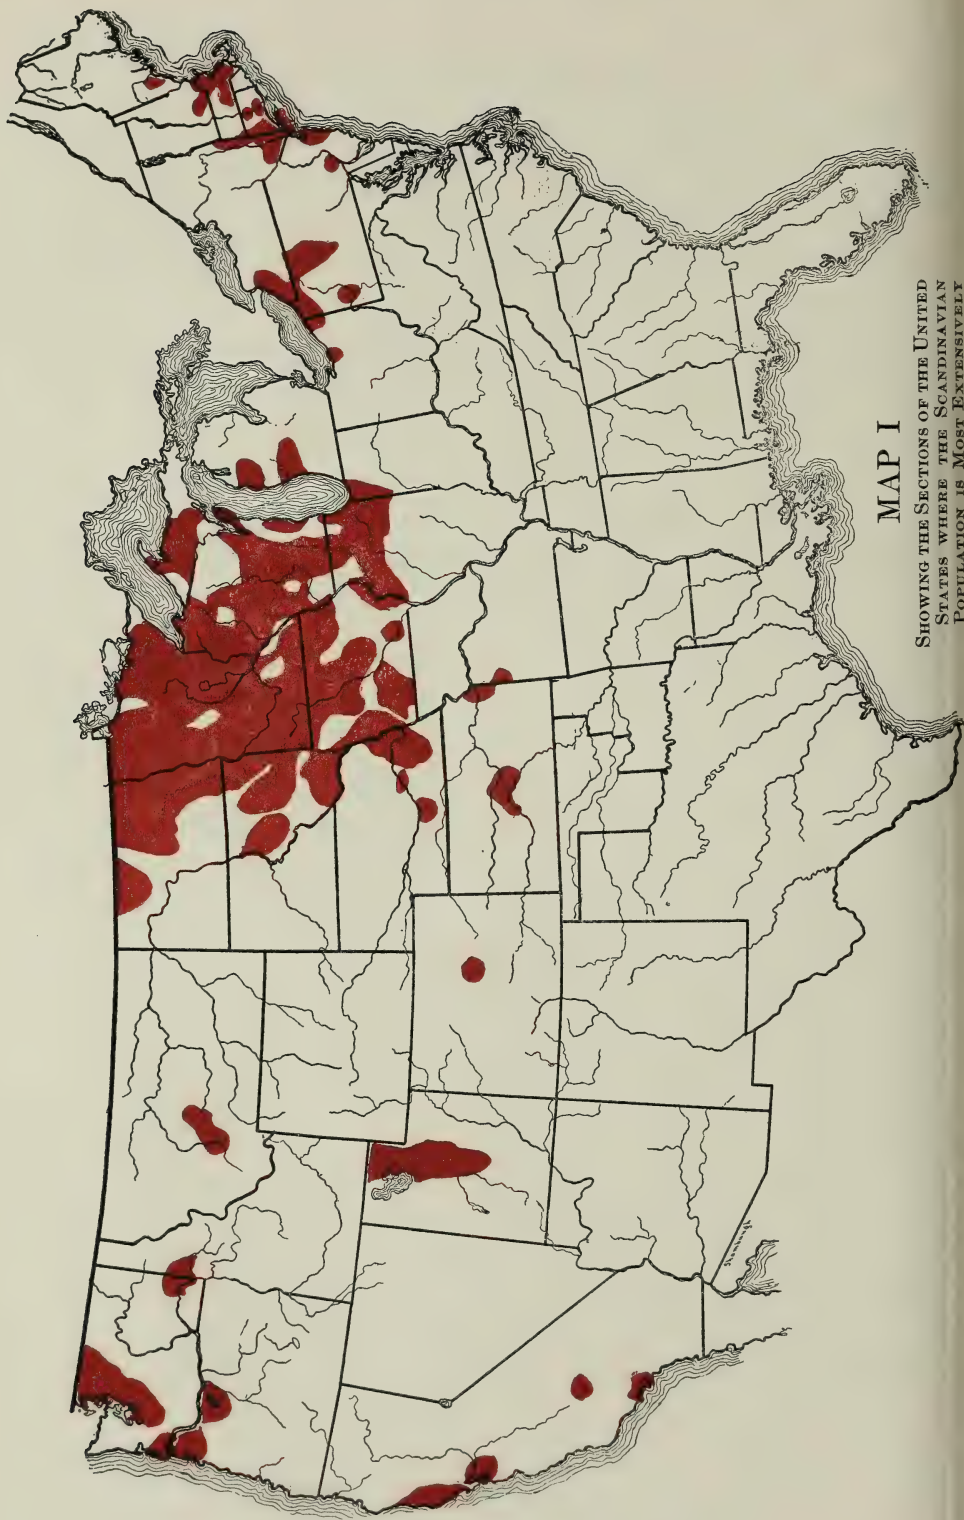 MAP I
SHOWING THE SECTIONS OF THE UNITED
STATES WHERE THE SCANDINAVIAN
POPULATION IS MOST EXTENSIVELY